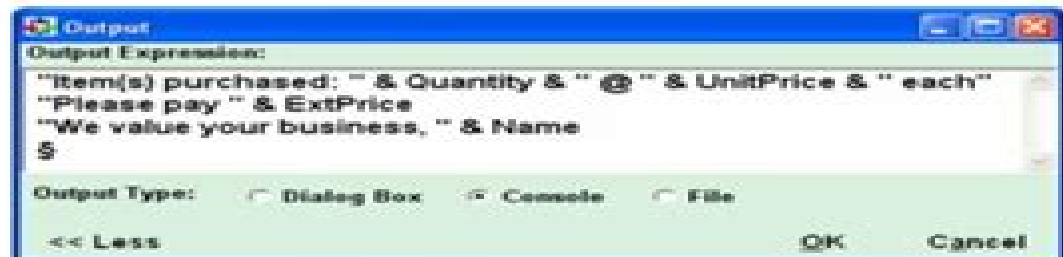 Output
Output Expression:
"Item(s) purchased: " & Quantity & " @ " & UnitPrice & " each"
"Please pay " & ExtPrice
"We value your business, " & Name
§
Output Type: Dialog Box Console File
<< Less OK Cancel